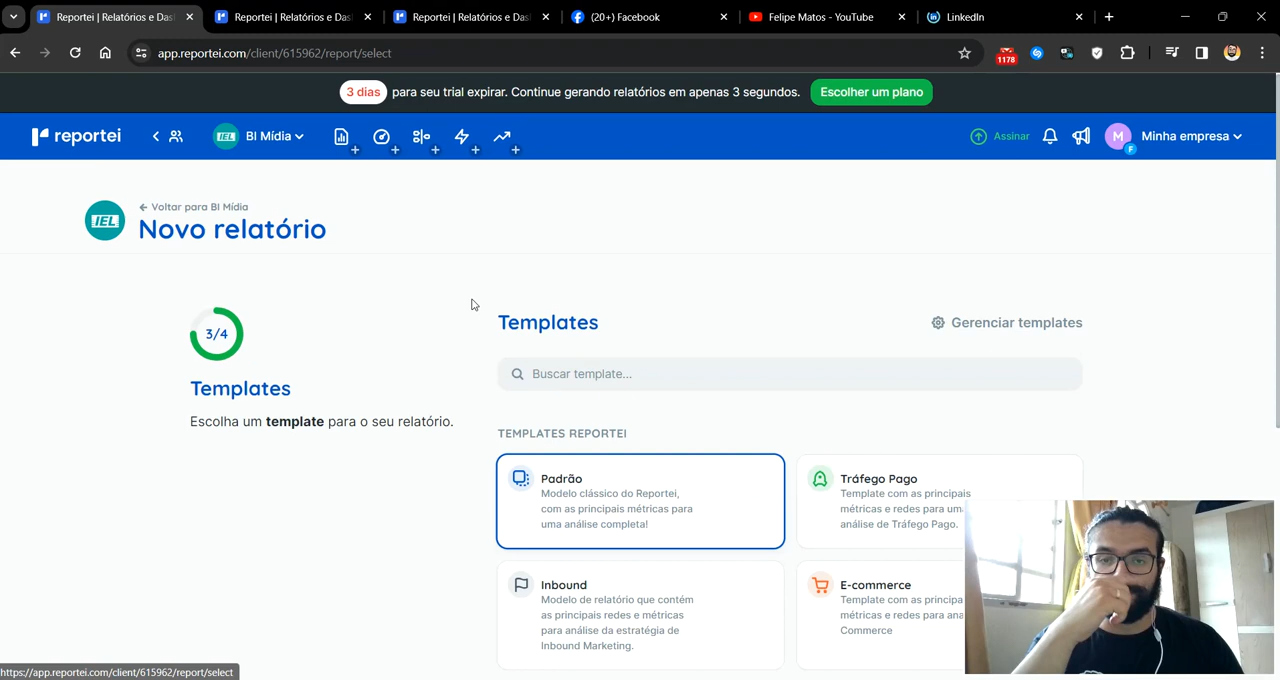 Reportei | Relatórios e Das
Reportei | Relatórios e Das
Reportei | Relatórios e Das
(20+) Facebook
Felipe Matos - YouTube
LinkedIn
app.reportei.com/client/615962/report/select
1178
3 dias para seu trial expirar. Continue gerando relatórios em apenas 3 segundos. Escolher um plano
reportei
IEL BI Mídia
Assinar
M F Minha empresa
IEL
← Voltar para BI Mídia
Novo relatório
3/4
Templates
Escolha um template para o seu relatório.
Templates
Gerenciar templates
Buscar template...
TEMPLATES REPORTEI
Padrão
Modelo clássico do Reportei,
com as principais métricas para
uma análise completa!
Tráfego Pago
Template com as principais
métricas e redes para uma
análise de Tráfego Pago.
Inbound
Modelo de relatório que contém
as principais redes e métricas
para análise da estratégia de
Inbound Marketing.
E-commerce
Template com as principa
métricas e redes para ana
Commerce
https://app.reportei.com/client/615962/report/select